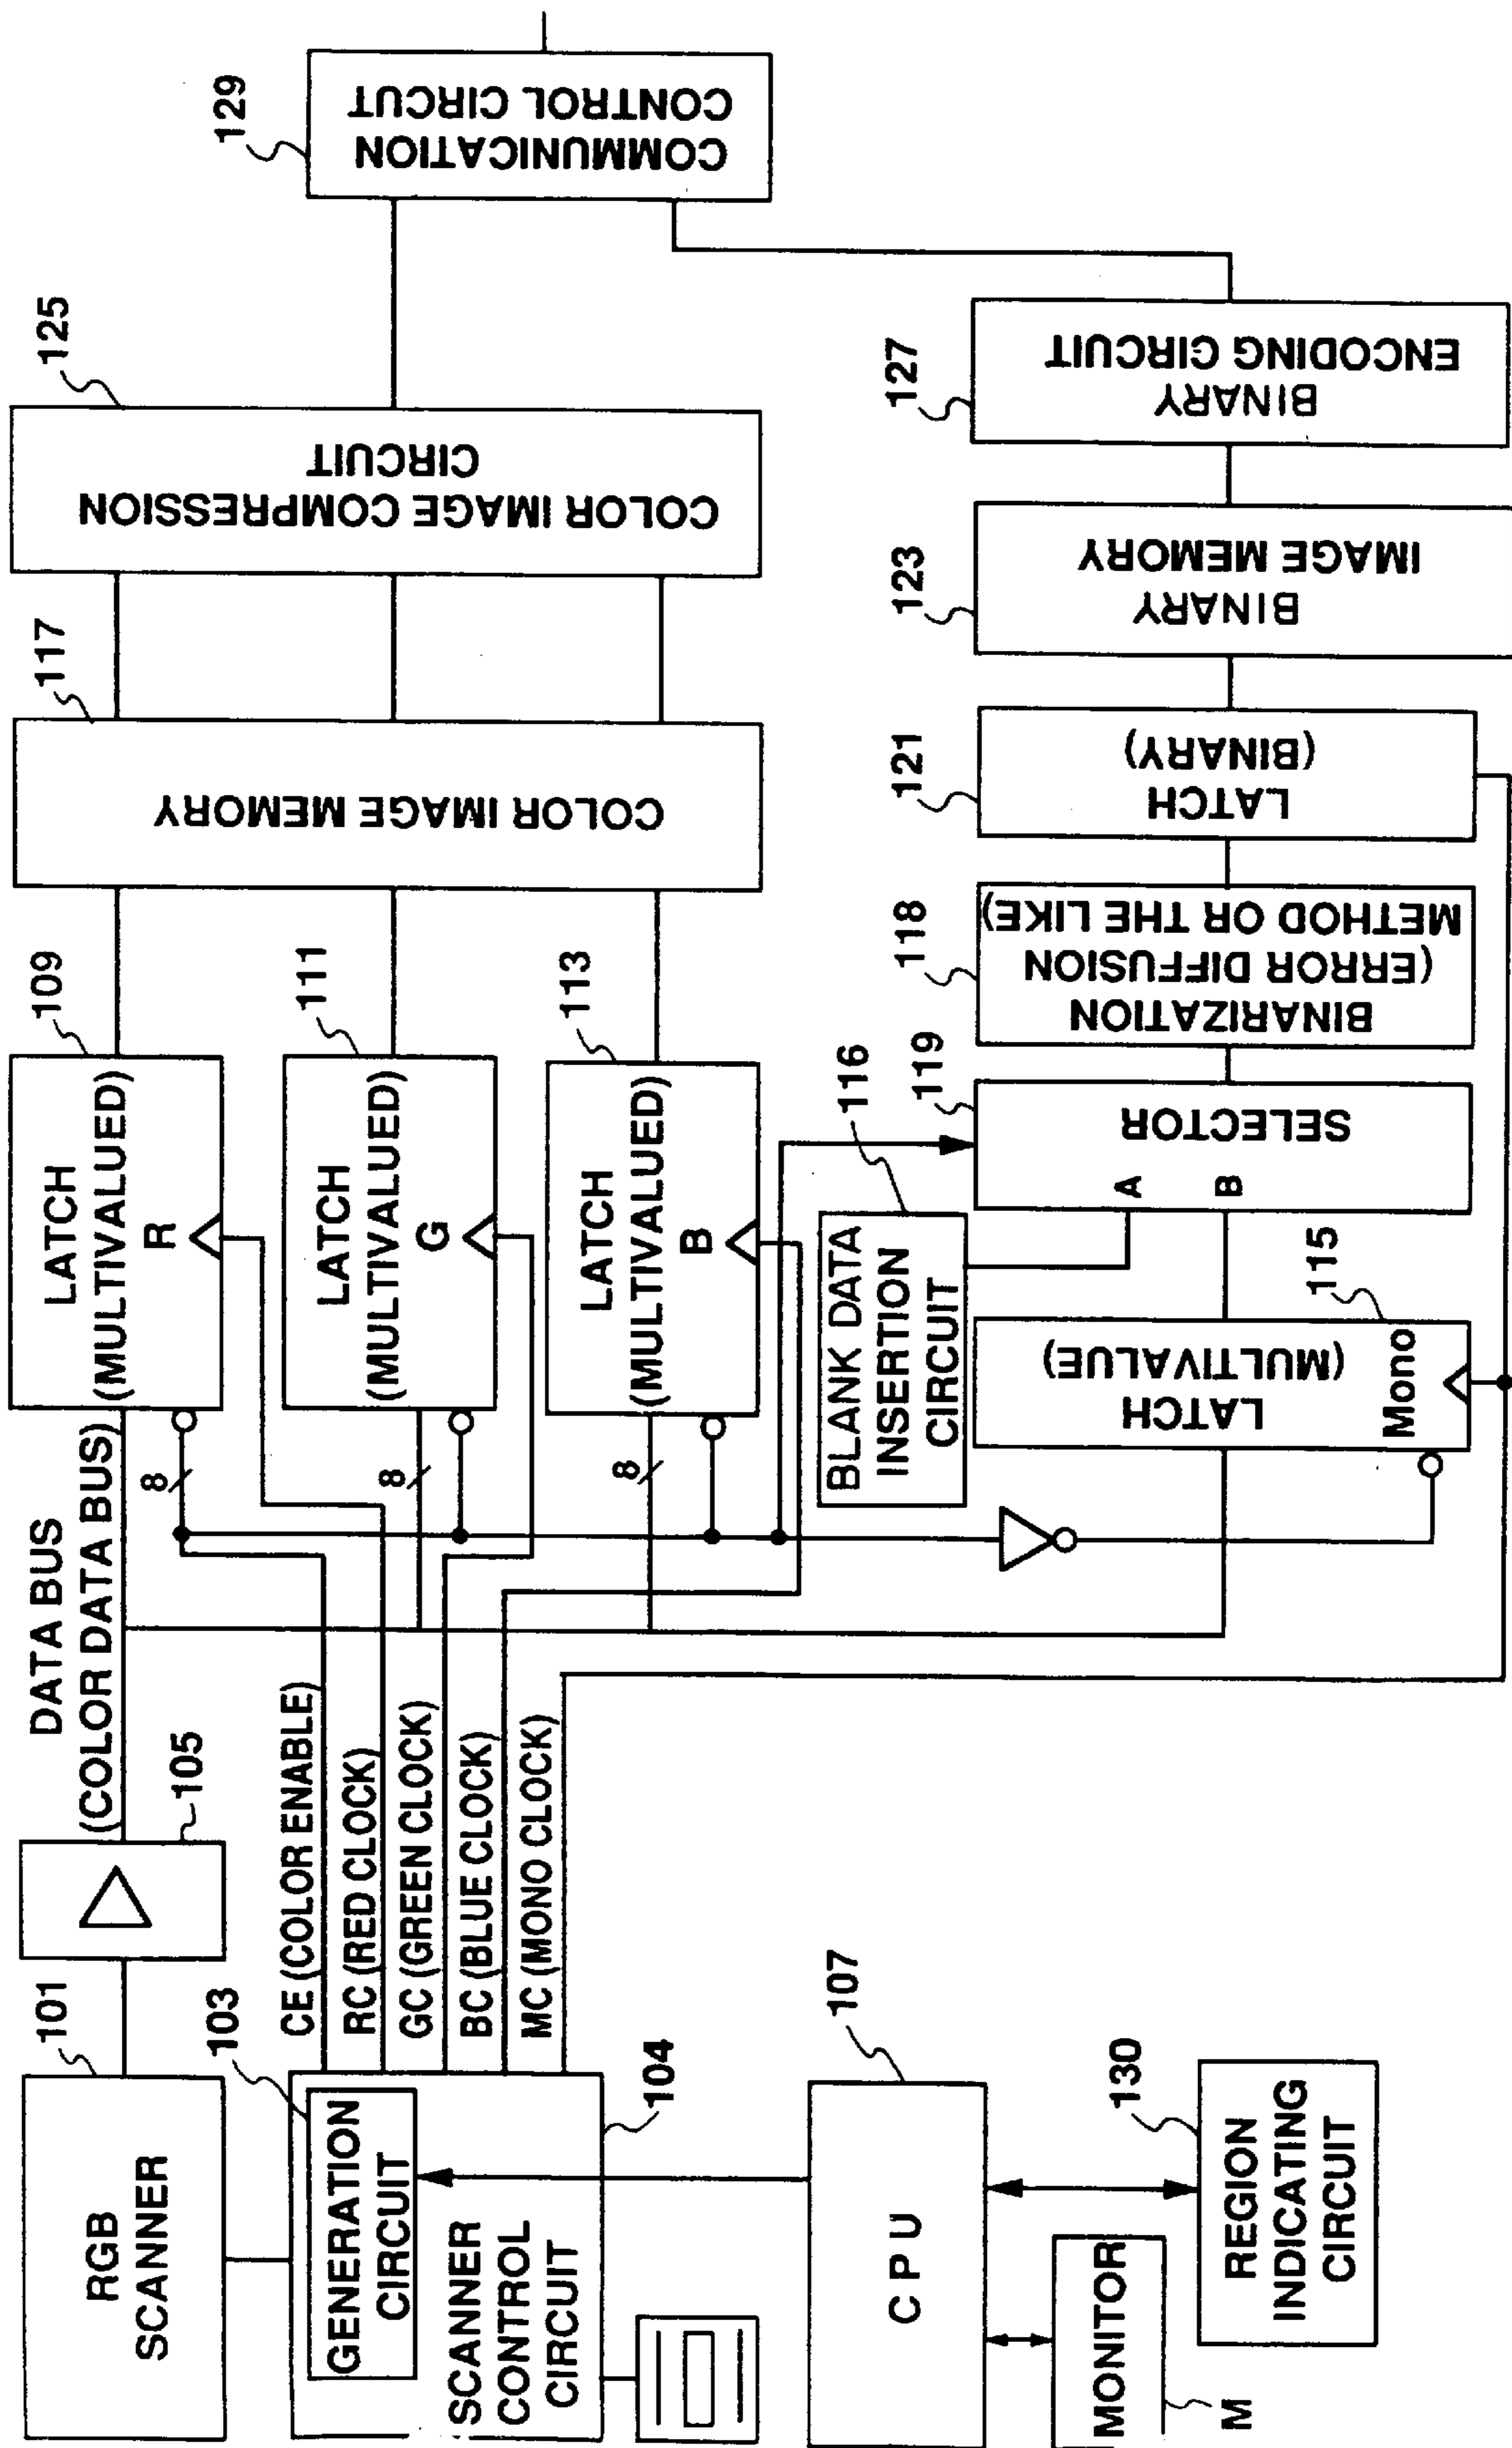 101
RGB
SCANNER
103
GENERATION
CIRCUIT
SCANNER
CONTROL
CIRCUIT
104
105
DATA BUS
(COLOR DATA BUS)
CE (COLOR ENABLE)
RC (RED CLOCK)
GC (GREEN CLOCK)
BC (BLUE CLOCK)
MC (MONO CLOCK)
107
CPU
MONITOR
M
130
REGION
INDICATING
CIRCUIT
109
LATCH
(MULTIVALUED)
R
8
111
LATCH
(MULTIVALUED)
G
8
113
LATCH
(MULTIVALUED)
B
8
116
BLANK DATA
INSERTION
CIRCUIT
115
LATCH
(MULTIVALUE)
Mono
119
SELECTOR
A
B
118
BINARIZATION
(ERROR DIFFUSION
METHOD OR THE LIKE)
121
LATCH
(BINARY)
123
BINARY
IMAGE MEMORY
127
BINARY
ENCODING CIRCUIT
117
COLOR IMAGE MEMORY
125
COLOR IMAGE COMPRESSION
CIRCUIT
129
COMMUNICATION
CONTROL CIRCUT